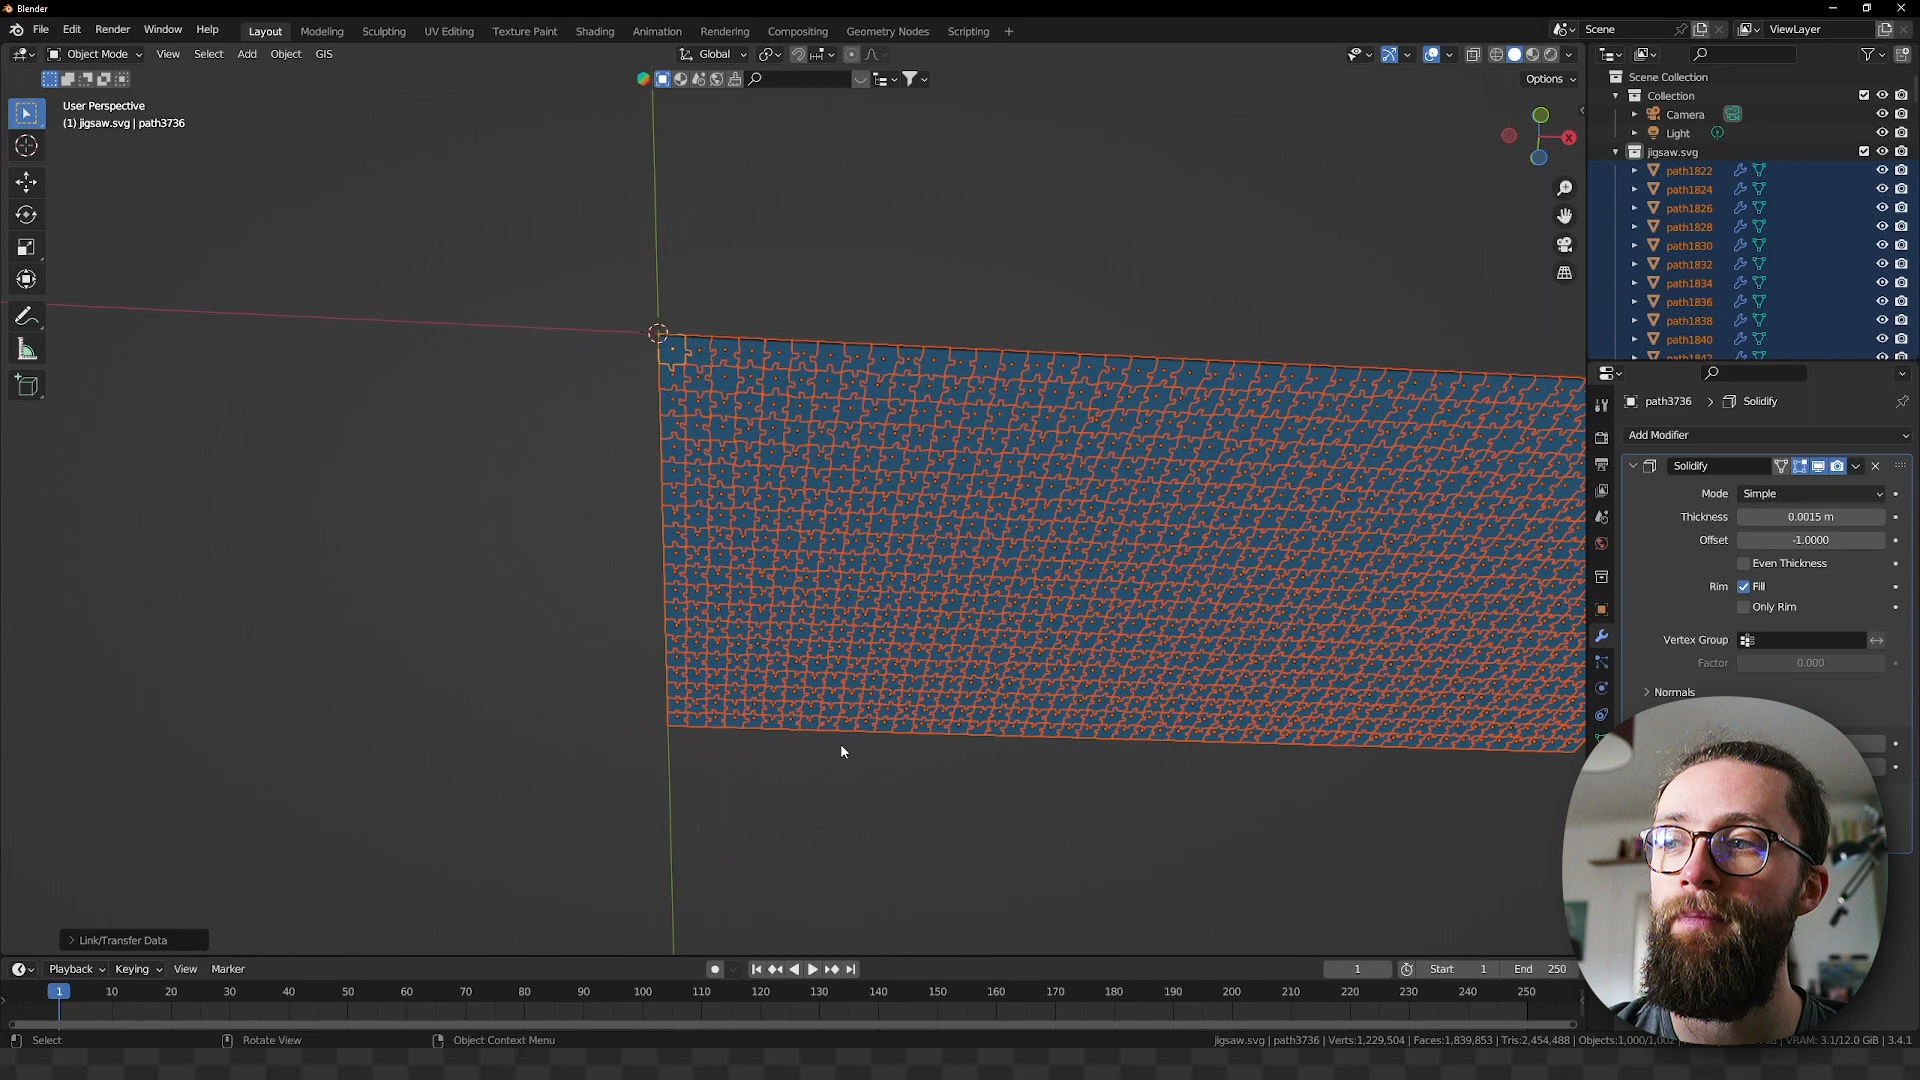 Blender
File Edit Render Window Help Layout Modeling Sculpting UV Editing Texture Paint Shading Animation Rendering Compositing Geometry Nodes Scripting + Scene ViewLayer
Object Mode View Select Add Object GIS Global
Options
User Perspective
(1) jigsaw.svg | path3736
X
Scene Collection
Collection
Camera
Light
jigsaw.svg
path1822
path1824
path1826
path1828
path1830
path1832
path1834
path1836
path1838
path1840
path1842
path3736 > Solidify
Add Modifier
Solidify
Mode Simple
Thickness 0.0015 m
Offset -1.0000
Even Thickness
Rim Fill
Only Rim
Vertex Group
Factor 0.000
Normals
Link/Transfer Data
Playback Keying View Marker 1 Start 1 End 250
1 10 20 30 40 50 60 70 80 90 100 110 120 130 140 150 160 170 180 190 200 210 220 230 240 250
Select Rotate View Object Context Menu jigsaw.svg | path3736 | Verts:1,229,504 | Faces:1,839,853 | Tris:2,454,488 | Objects:1,000/1,002 VRAM: 3.1/12.0 GiB | 3.4.1